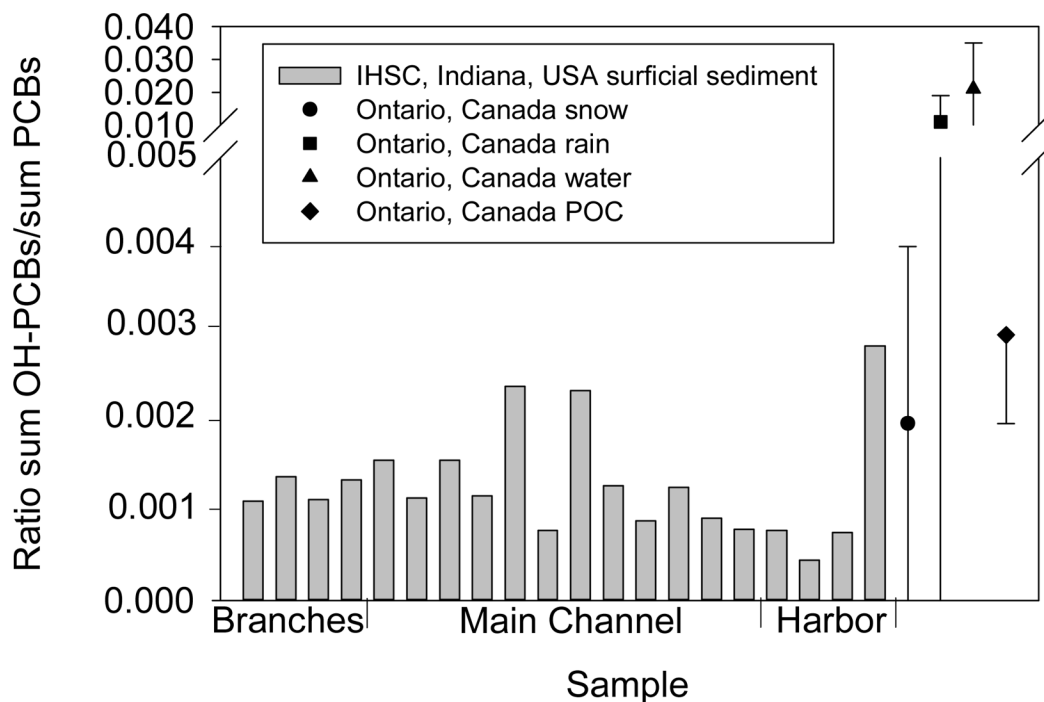 Ratio sum OH-PCBs/sum PCBs
0.040
0.030
0.020
0.010
0.005
0.004
0.003
0.002
0.001
0.000
IHSC, Indiana, USA surficial sediment
Ontario, Canada snow
Ontario, Canada rain
Ontario, Canada water
Ontario, Canada POC
Branches Main Channel Harbor
Sample